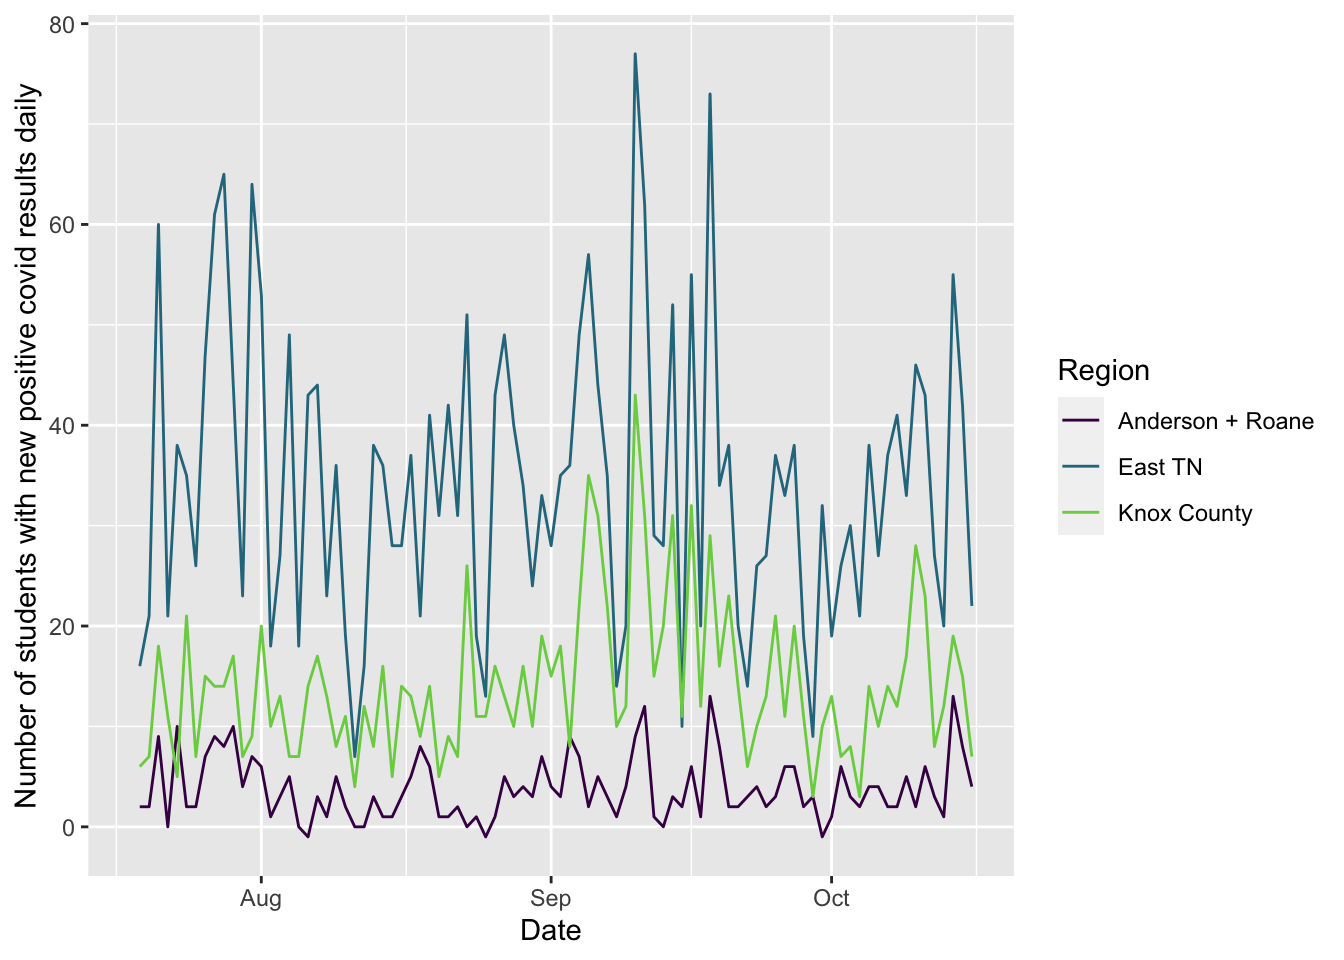 Number of students with new positive covid results daily
80
60
40
20
0
Aug
Sep
Oct
Date
Region
Anderson + Roane
East TN
Knox County